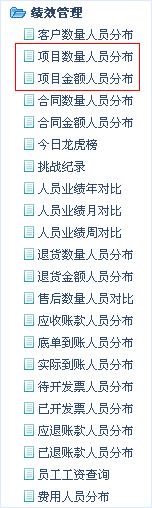 绩效管理
客户数量人员分布
项目数量人员分布
项目金额人员分布
合同数量人员分布
合同金额人员分布
今日龙虎榜
挑战纪录
人员业绩年对比
人员业绩月对比
人员业绩周对比
退货数量人员分布
退货金额人员分布
售后数量人员对比
应收账款人员分布
底单到账人员分布
实际到账人员分布
待开发票人员分布
已开发票人员分布
应退账款人员分布
已退账款人员分布
员工工资查询
费用人员分布